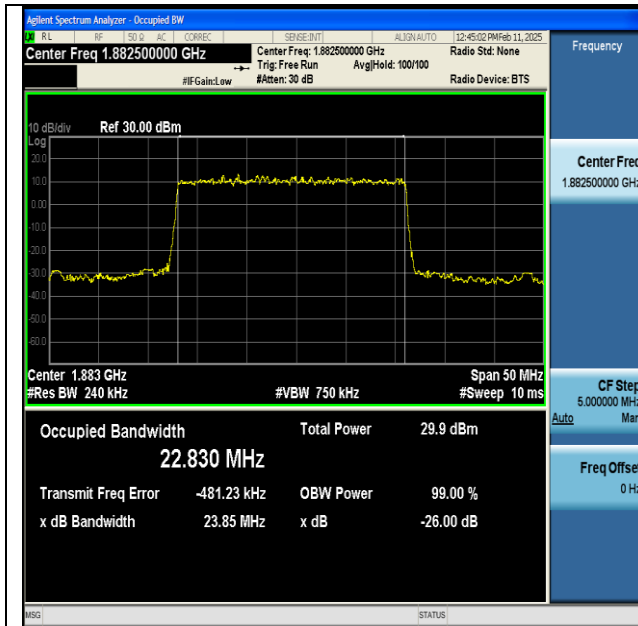 Agilent Spectrum Analyzer - Occupied BW
RL RF 50 Ω AC CORREC SENSE:INT ALIGN AUTO 12:45:02 PM Feb 11, 2025
Center Freq 1.882500000 GHz
Center Freq: 1.882500000 GHz Radio Std: None
Trig: Free Run Avg|Hold: 100/100
#IFGain:Low #Atten: 30 dB Radio Device: BTS
10 dB/div Ref 30.00 dBm
Log
20.0
10.0
0.00
-10.0
-20.0
-30.0
-40.0
-50.0
-60.0
Center 1.883 GHz Span 50 MHz
#Res BW 240 kHz #VBW 750 kHz #Sweep 10 ms
Occupied Bandwidth Total Power 29.9 dBm
22.830 MHz
Transmit Freq Error -481.23 kHz OBW Power 99.00 %
x dB Bandwidth 23.85 MHz x dB -26.00 dB
MSG STATUS
Frequency
Center Freq
1.882500000 GHz
CF Step
5.000000 MHz
Auto Man
Freq Offset
0 Hz